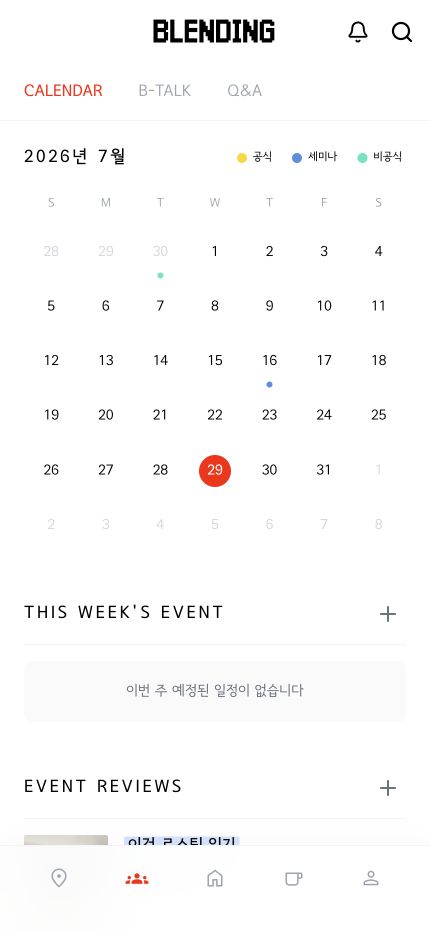 BLENDING
CALENDAR B-TALK Q&A
2026년 7월 공식 세미나 비공식
S M T W T F S
28 29 30 1 2 3 4
5 6 7 8 9 10 11
12 13 14 15 16 17 18
19 20 21 22 23 24 25
26 27 28 29 30 31 1
2 3 4 5 6 7 8
THIS WEEK'S EVENT
이번 주 예정된 일정이 없습니다
EVENT REVIEWS